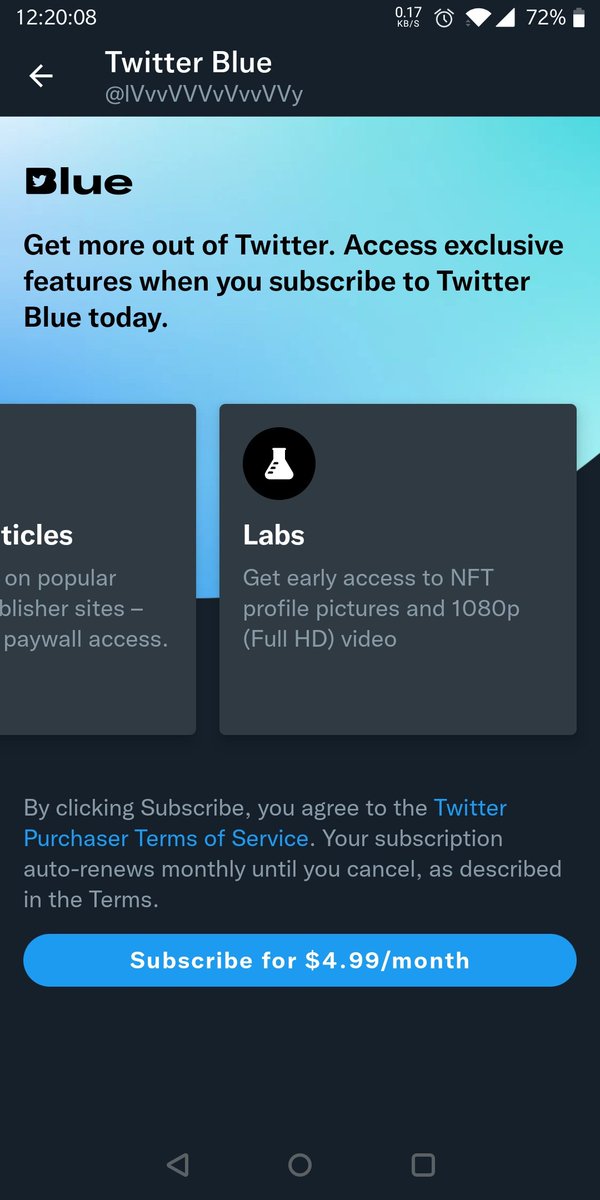 12:20:08
0.17
KB/S
72%
Twitter Blue
@lVvvVVVvVvvVVy
Blue
Get more out of Twitter. Access exclusive
features when you subscribe to Twitter
Blue today.
ticles
on popular
blisher sites –
paywall access.
Labs
Get early access to NFT
profile pictures and 1080p
(Full HD) video
By clicking Subscribe, you agree to the Twitter
Purchaser Terms of Service. Your subscription
auto-renews monthly until you cancel, as described
in the Terms.
Subscribe for $4.99/month